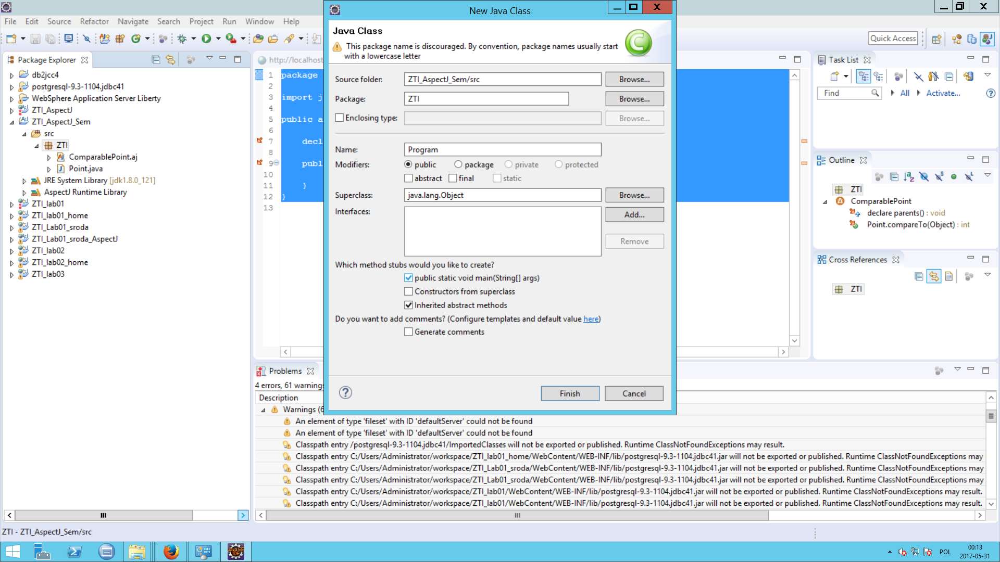 New Java Class
File Edit Source Refactor Navigate Search Project Run Window Help
Quick Access
Java Class
This package name is discouraged. By convention, package names usually start
with a lowercase letter
Package Explorer
db2jcc4
postgresql-9.3-1104.jdbc41
WebSphere Application Server Liberty
ZTI_AspectJ
ZTI_AspectJ_Sem
src
ZTI
ComparablePoint.aj
Point.java
JRE System Library [jdk1.8.0_121]
AspectJ Runtime Library
ZTI_lab01
ZTI_lab01_home
ZTI_Lab01_sroda
ZTI_Lab01_sroda_AspectJ
ZTI_lab02
ZTI_lab02_home
ZTI_lab03
http://localhost
1 package
2
3 import j
4
5 public a
6
7 decl
8
9 publ
10
11 }
12 }
13
Source folder: ZTI_AspectJ_Sem/src Browse...
Package: ZTI Browse...
Enclosing type: Browse...
Name: Program
Modifiers: public package private protected
abstract final static
Superclass: java.lang.Object Browse...
Interfaces: Add...
Remove
Which method stubs would you like to create?
public static void main(String[] args)
Constructors from superclass
Inherited abstract methods
Do you want to add comments? (Configure templates and default value here)
Generate comments
Finish Cancel
Task List
Find All Activate...
Outline
ZTI
ComparablePoint
declare parents() : void
Point.compareTo(Object) : int
Cross References
ZTI
Problems
4 errors, 61 warnings
Description
Warnings (6
An element of type 'fileset' with ID 'defaultServer' could not be found
An element of type 'fileset' with ID 'defaultServer' could not be found
Classpath entry /postgresql-9.3-1104.jdbc41/ImportedClasses will not be exported or published. Runtime ClassNotFoundExceptions may result.
Classpath entry C:/Users/Administrator/workspace/ZTI_lab01_home/WebContent/WEB-INF/lib/postgresql-9.3-1104.jdbc41.jar will not be exported or published. Runtime ClassNotFoundExceptions may
Classpath entry C:/Users/Administrator/workspace/ZTI_Lab01_sroda/WebContent/WEB-INF/lib/postgresql-9.3-1104.jdbc41.jar will not be exported or published. Runtime ClassNotFoundExceptions may
Classpath entry C:/Users/Administrator/workspace/ZTI_Lab01_sroda/WebContent/WEB-INF/lib/postgresql-9.3-1104.jdbc41.jar will not be exported or published. Runtime ClassNotFoundExceptions may
Classpath entry C:/Users/Administrator/workspace/ZTI_lab01/WebContent/WEB-INF/lib/postgresql-9.3-1104.jdbc41.jar will not be exported or published. Runtime ClassNotFoundExceptions may result.
Classpath entry C:/Users/Administrator/workspace/ZTI_lab01/WebContent/WEB-INF/lib/postgresql-9.3-1104.jdbc41.jar will not be exported or published. Runtime ClassNotFoundExceptions may result.
ZTI - ZTI_AspectJ_Sem/src
Java EE
IDE
POL
00:13
2017-05-31